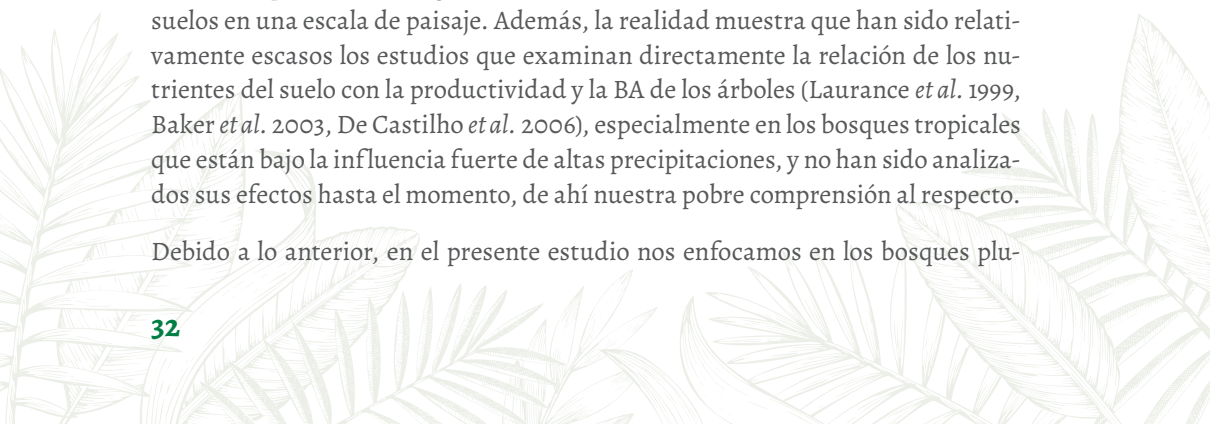 suelos en una escala de paisaje. Además, la realidad muestra que han sido relati-
vamente escasos los estudios que examinan directamente la relación de los nu-
trientes del suelo con la productividad y la BA de los árboles (Laurance et al. 1999,
Baker et al. 2003, De Castilho et al. 2006), especialmente en los bosques tropicales
que están bajo la influencia fuerte de altas precipitaciones, y no han sido analiza-
dos sus efectos hasta el momento, de ahí nuestra pobre comprensión al respecto.
Debido a lo anterior, en el presente estudio nos enfocamos en los bosques plu-
32